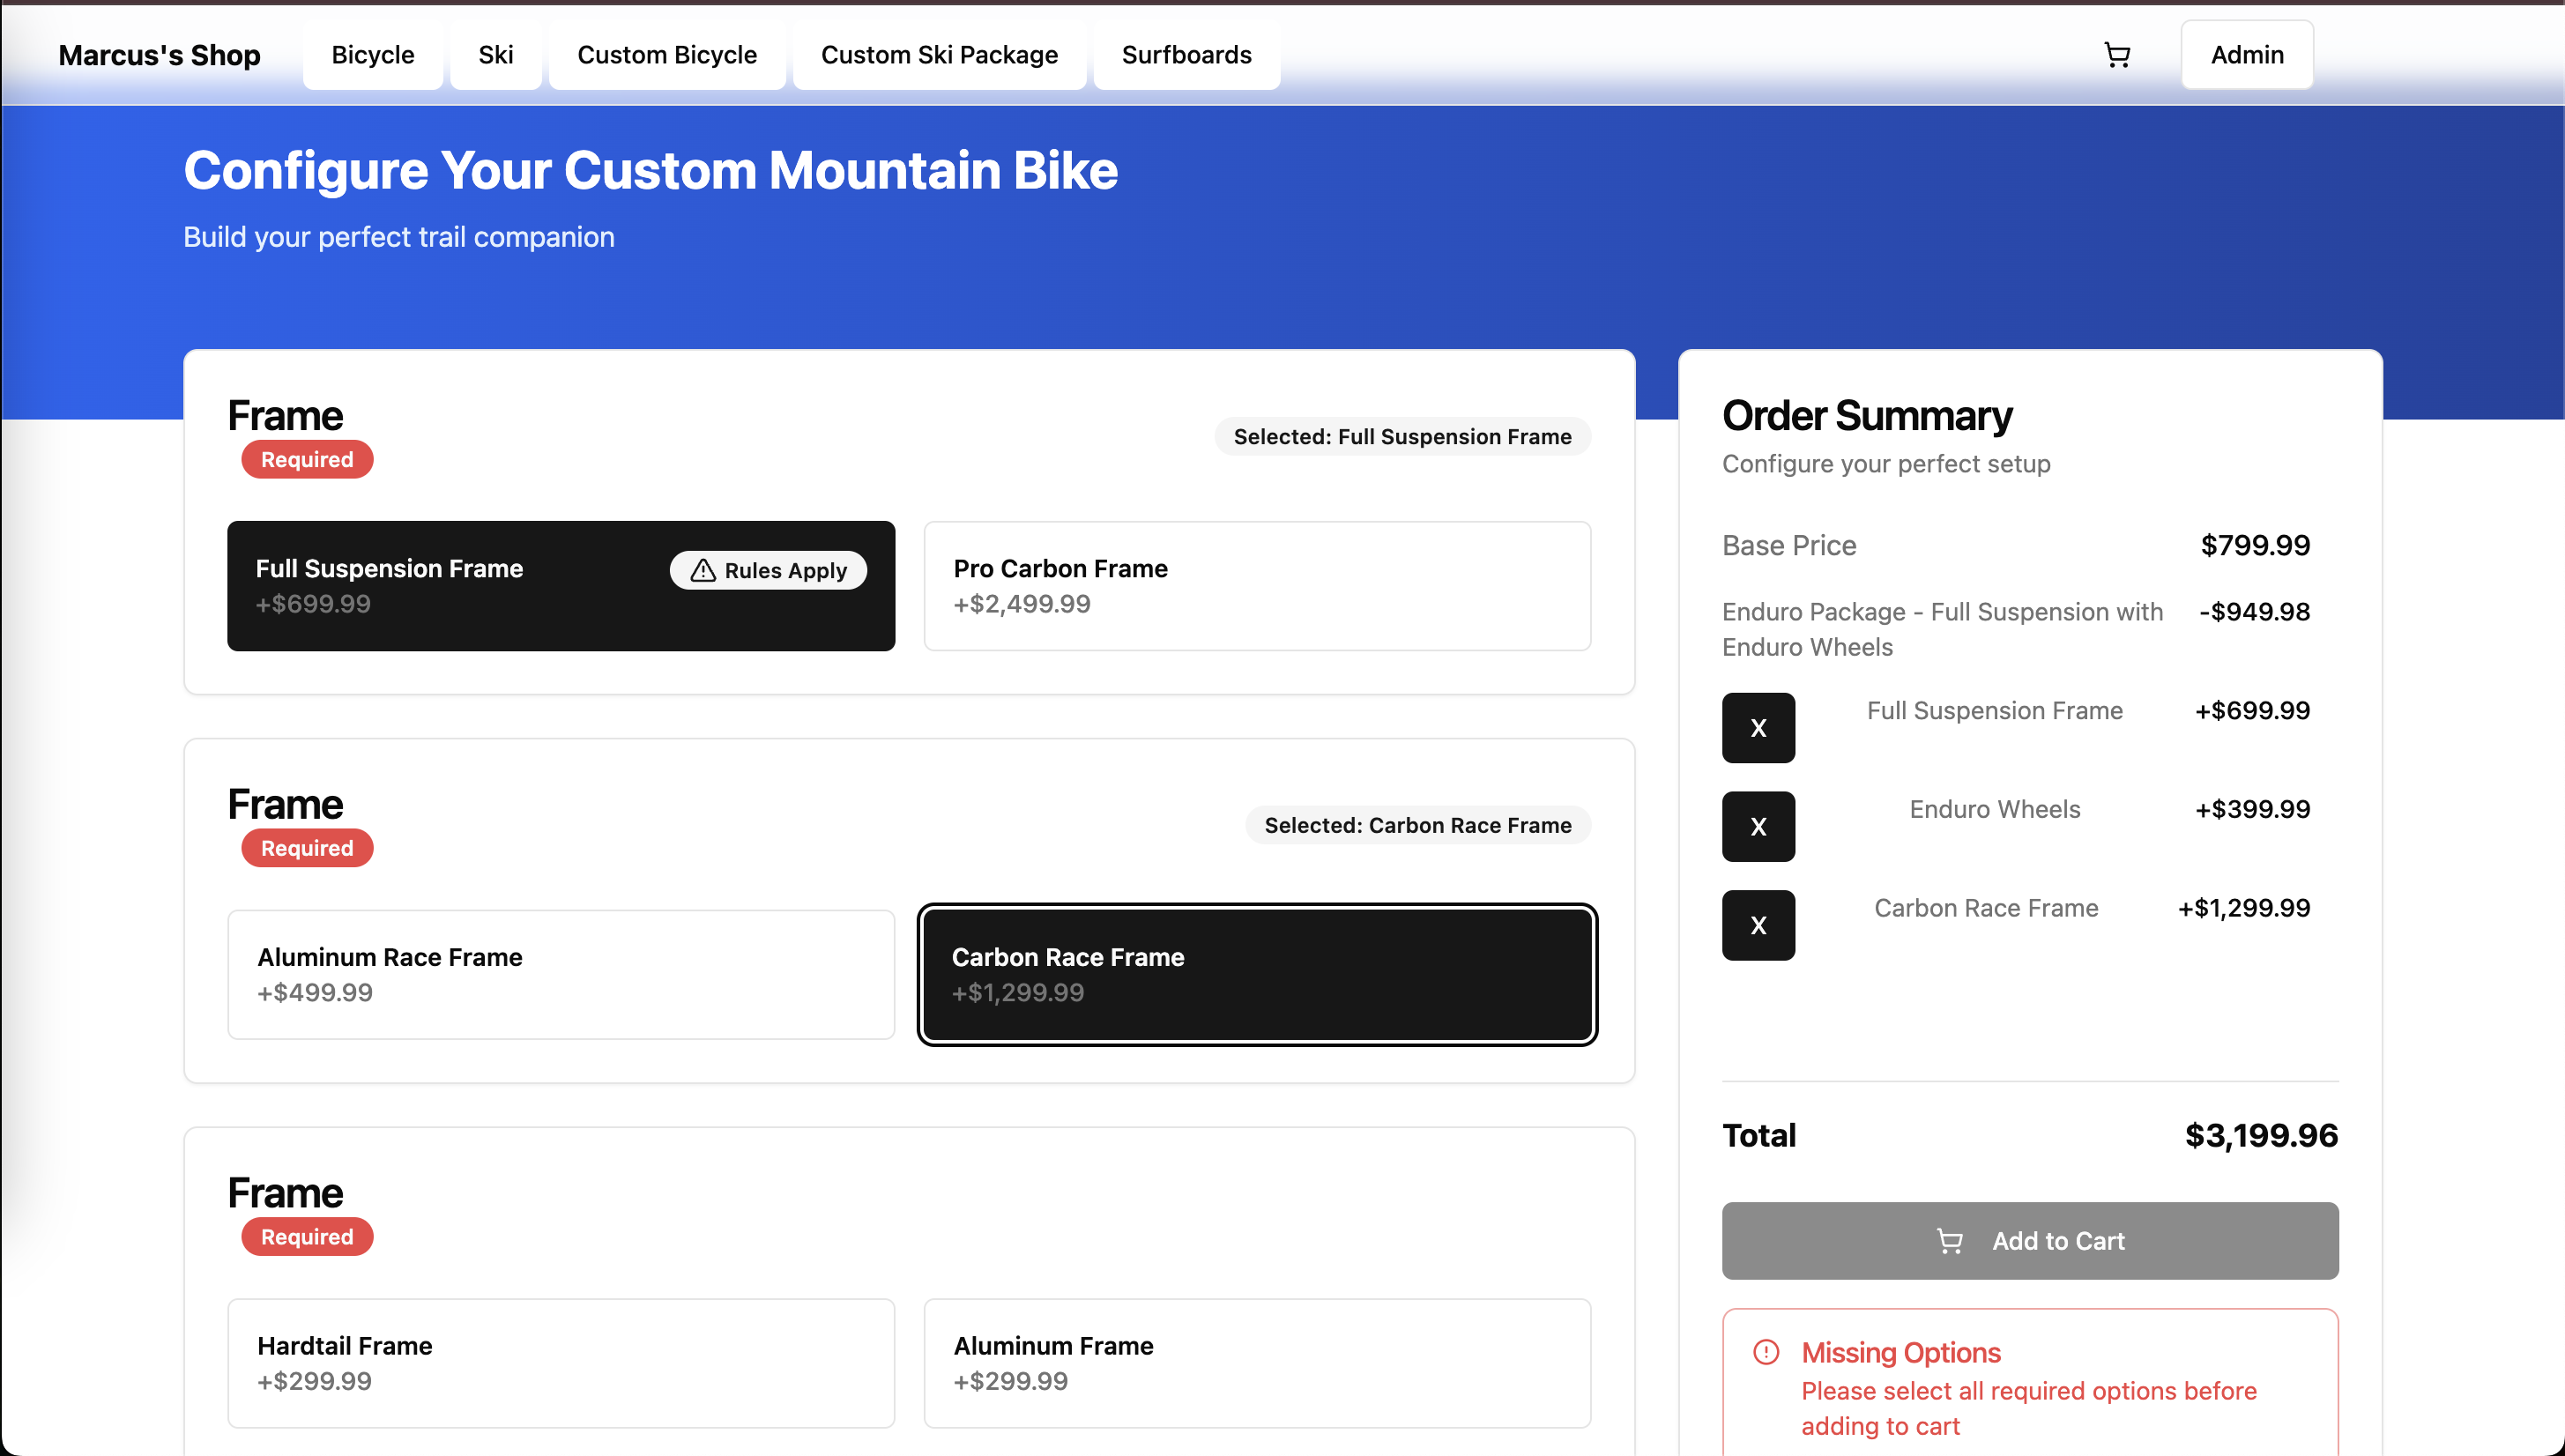 Marcus's Shop
Bicycle
Ski
Custom Bicycle
Custom Ski Package
Surfboards
Admin
Configure Your Custom Mountain Bike
Build your perfect trail companion
Frame
Required
Selected: Full Suspension Frame
Full Suspension Frame
+$699.99
Rules Apply
Pro Carbon Frame
+$2,499.99
Frame
Required
Selected: Carbon Race Frame
Aluminum Race Frame
+$499.99
Carbon Race Frame
+$1,299.99
Frame
Required
Hardtail Frame
+$299.99
Aluminum Frame
+$299.99
Order Summary
Configure your perfect setup
Base Price $799.99
Enduro Package - Full Suspension with -$949.98
Enduro Wheels
X Full Suspension Frame +$699.99
X Enduro Wheels +$399.99
X Carbon Race Frame +$1,299.99
Total $3,199.96
Add to Cart
Missing Options
Please select all required options before
adding to cart